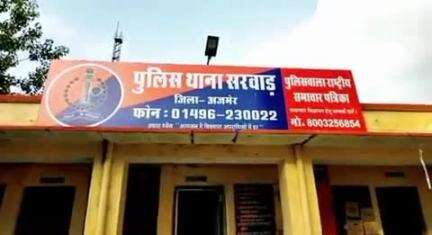 पुलिस थाना सरवाड़
जिला- अजमेर
फोन : 01496-230022
पुलिसवाला राष्ट्रीय
समाचार पत्रिका
मो. 8003256854